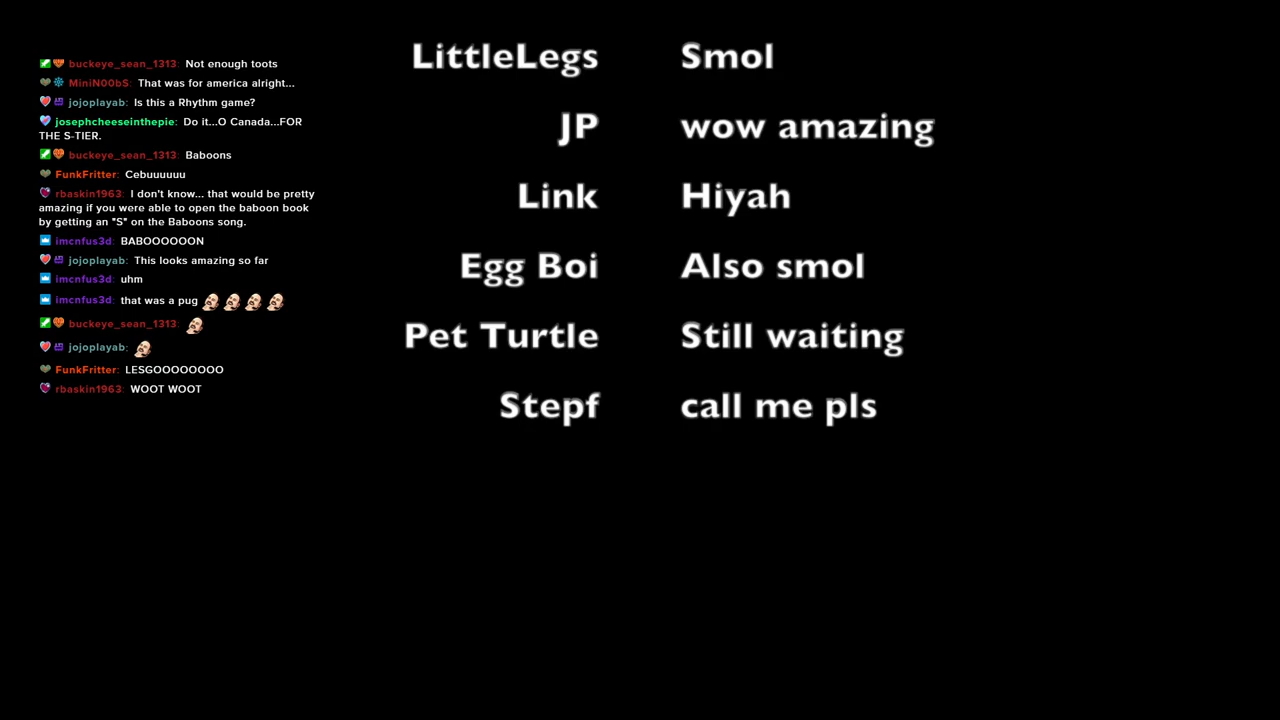 buckeye_sean_1313: Not enough toots
MiniN00bS: That was for america alright...
jojoplayab: Is this a Rhythm game?
josephcheeseinthepie: Do it...O Canada...FOR
THE S-TIER.
buckeye_sean_1313: Baboons
FunkFritter: Cebuuuuuu
rbaskin1963: I don't know... that would be pretty
amazing if you were able to open the baboon book
by getting an "S" on the Baboons song.
imcnfus3d: BABOOOOOON
jojoplayab: This looks amazing so far
imcnfus3d: uhm
imcnfus3d: that was a pug
buckeye_sean_1313:
jojoplayab:
FunkFritter: LESGOOOOOOOO
rbaskin1963: WOOT WOOT
LittleLegs Smol
JP wow amazing
Link Hiyah
Egg Boi Also smol
Pet Turtle Still waiting
Stepf call me pls